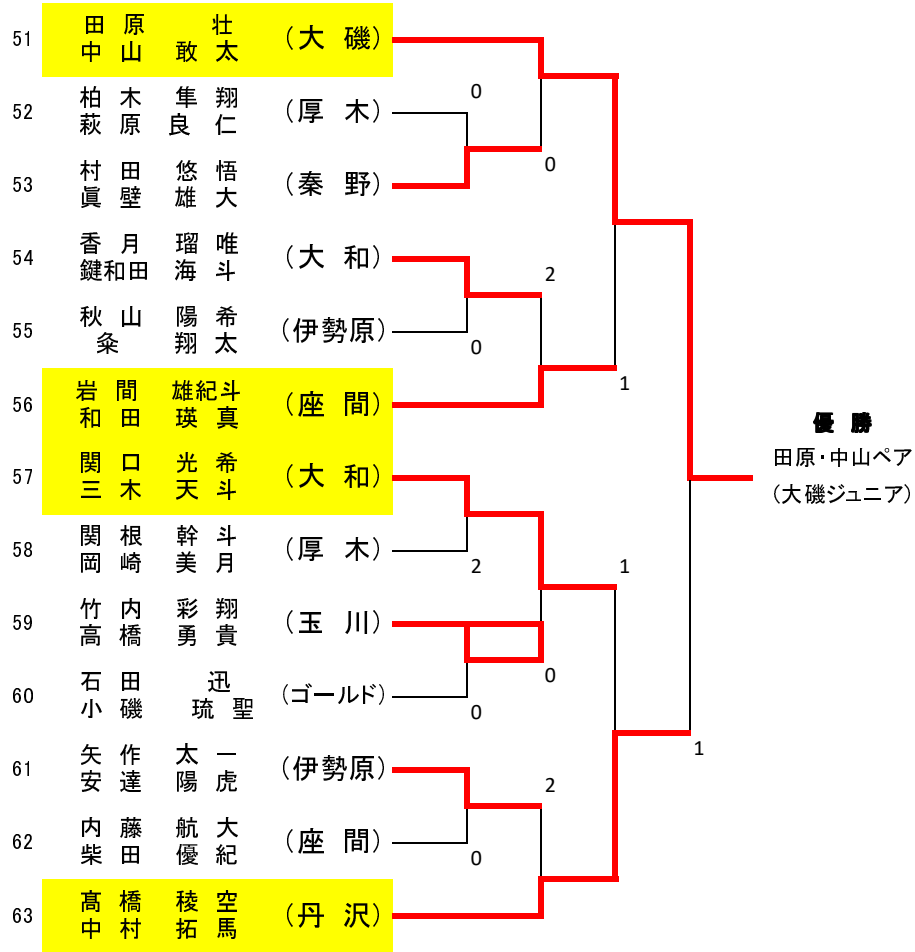 田原 壮
51 (大磯)
中山 敢太
0
柏木 隼翔
52 (厚木)
萩原 良仁
0
村田 悠悟
53 (秦野)
眞壁 雄大
香月 瑠唯
54 (大和)
鍵和田 海斗
2
秋山 陽希
55 (伊勢原)
粂 翔太
0
1
岩間 雄紀斗
56 (座間)
和田 瑛真
優勝
田原・中山ペア
(大磯ジュニア)
関口 光希
57 (大和)
三木 天斗
関根 幹斗
58 (厚木)
岡崎 美月
2
1
竹内 彩翔
59 (玉川)
高橋 勇貴
0
石田 迅
60 (ゴールド)
小磯 琉聖
0
1
矢作 太一
61 (伊勢原)
安達 陽虎
2
内藤 航大
62 (座間)
柴田 優紀
0
髙橋 稜空
63 (丹沢)
中村 拓馬